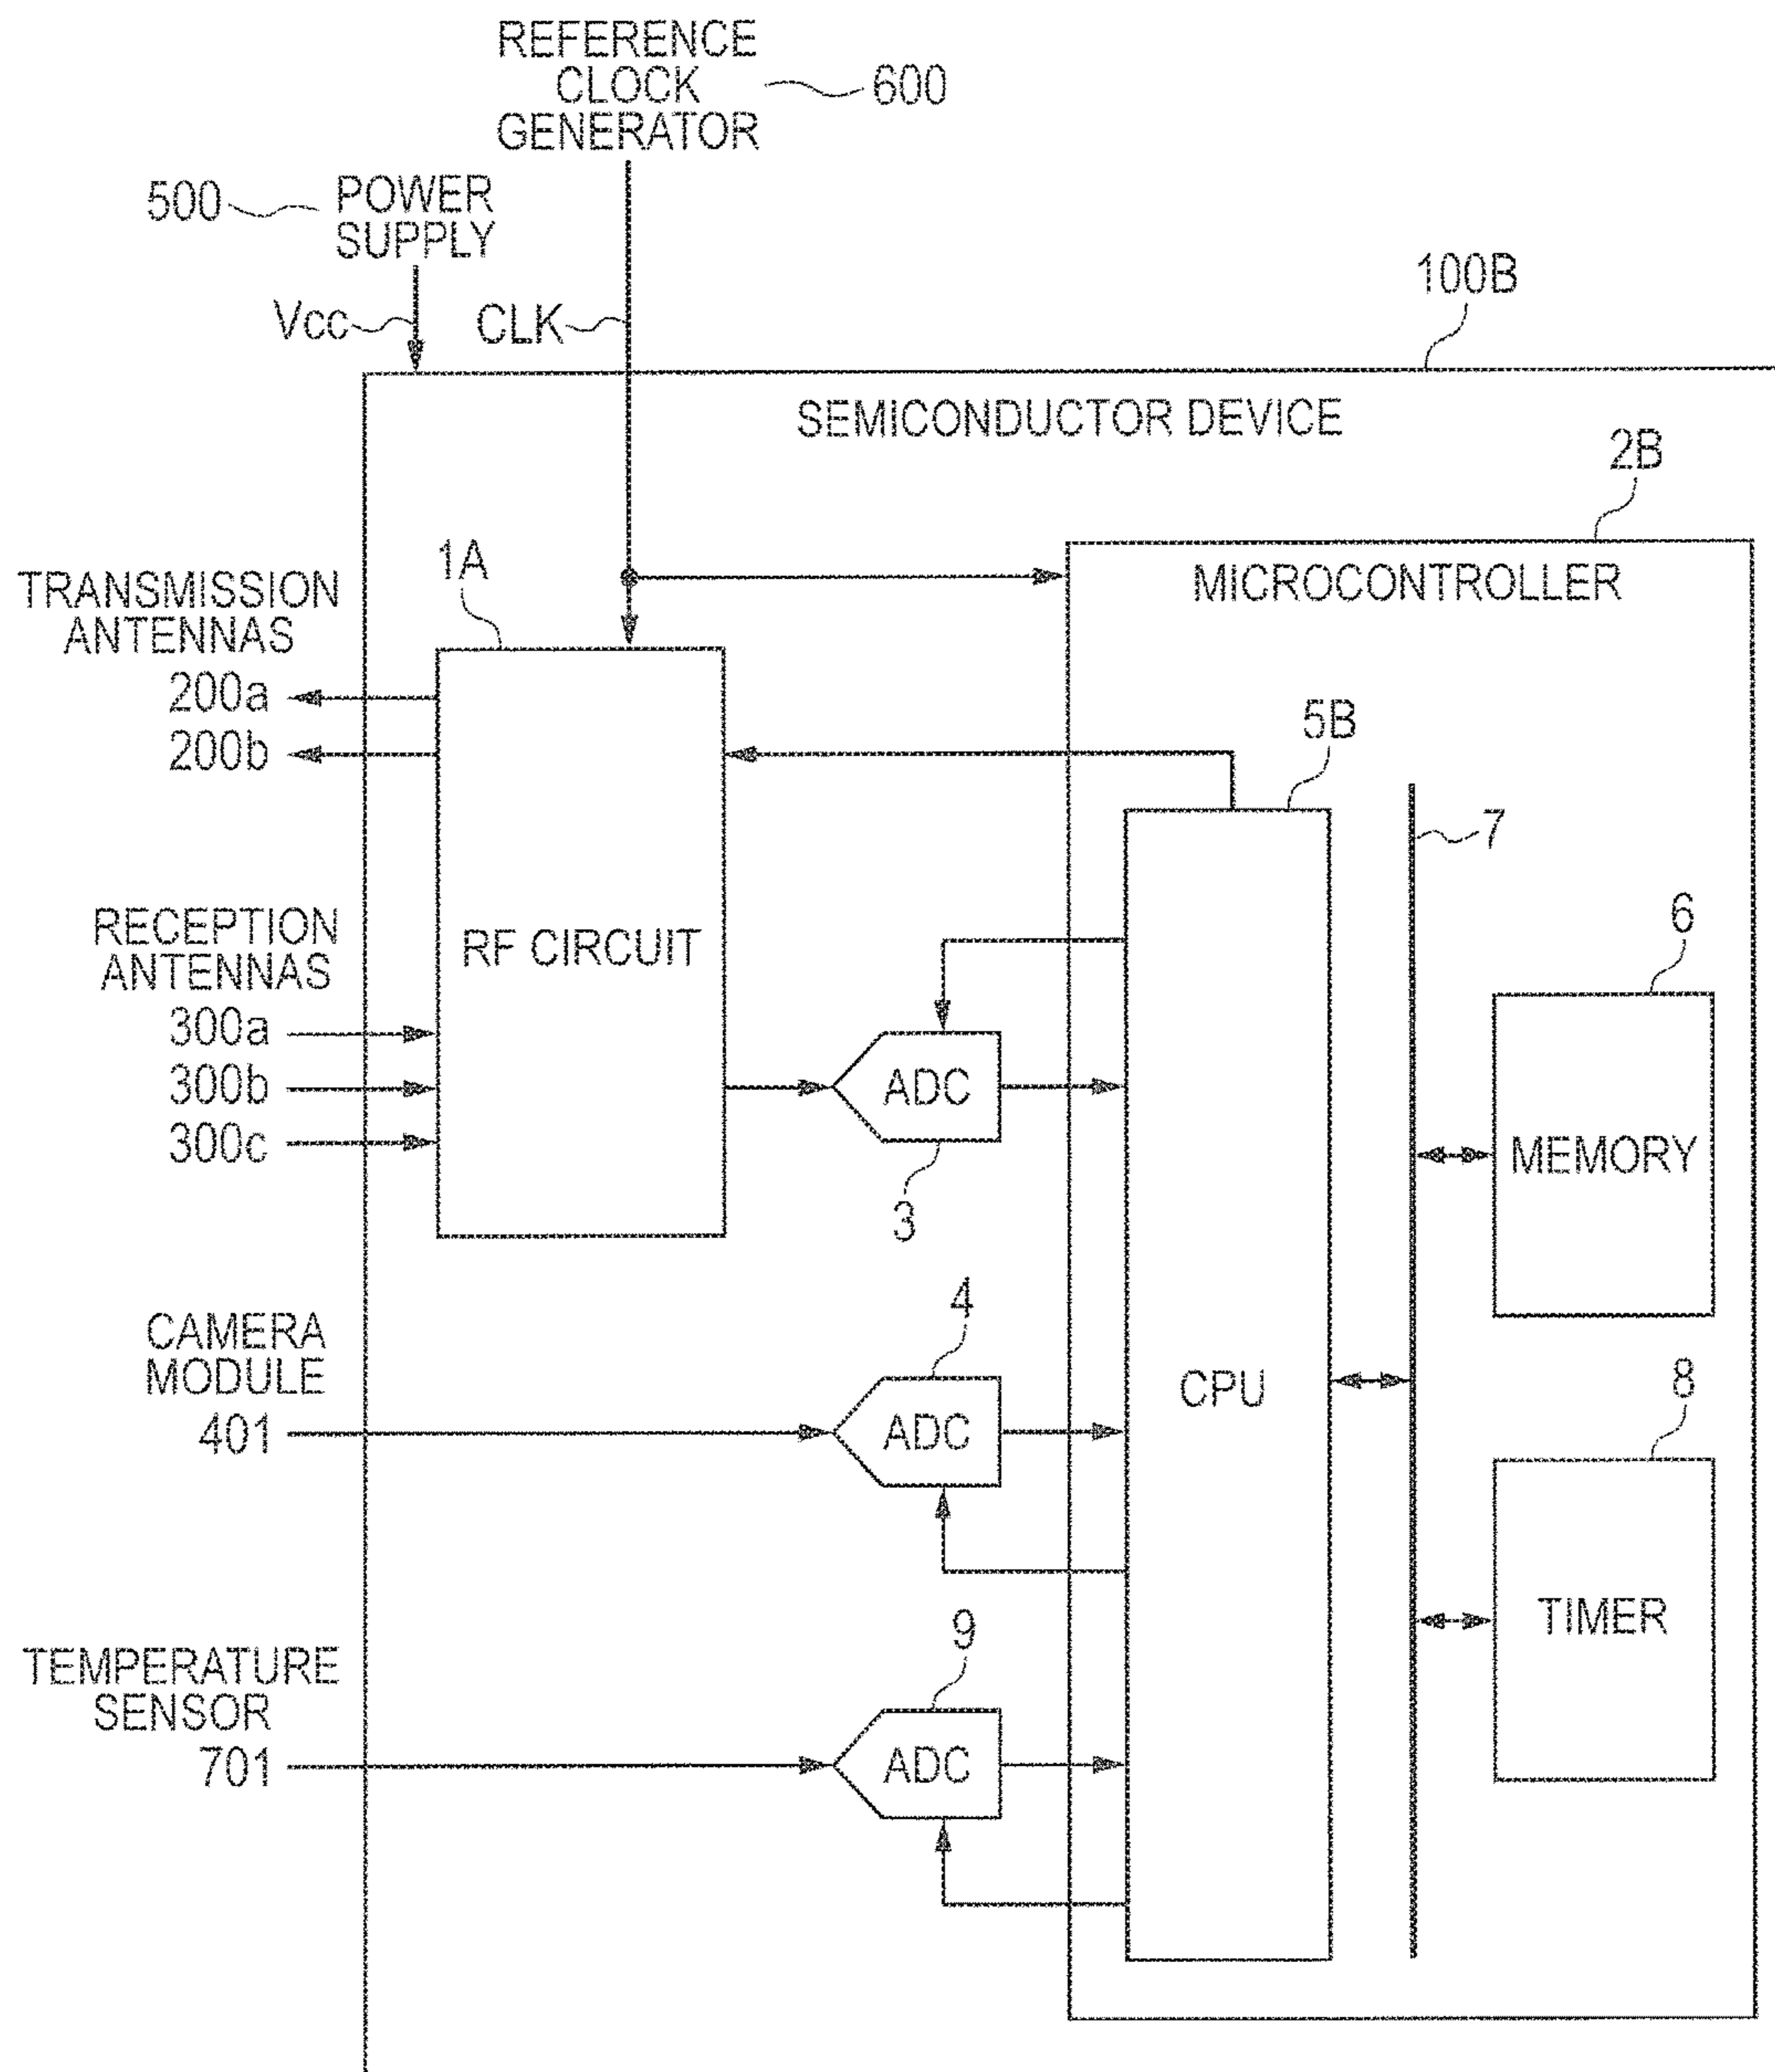 REFERENCE
CLOCK
GENERATOR
600
500
POWER
SUPPLY
Vcc
CLK
100B
SEMICONDUCTOR DEVICE
2B
MICROCONTROLLER
1A
TRANSMISSION
ANTENNAS
200a
200b
5B
7
RECEPTION
ANTENNAS
300a
300b
300c
RF CIRCUIT
ADC
3
6
MEMORY
CAMERA
MODULE
401
4
ADC
CPU
8
TIMER
TEMPERATURE
SENSOR
701
9
ADC